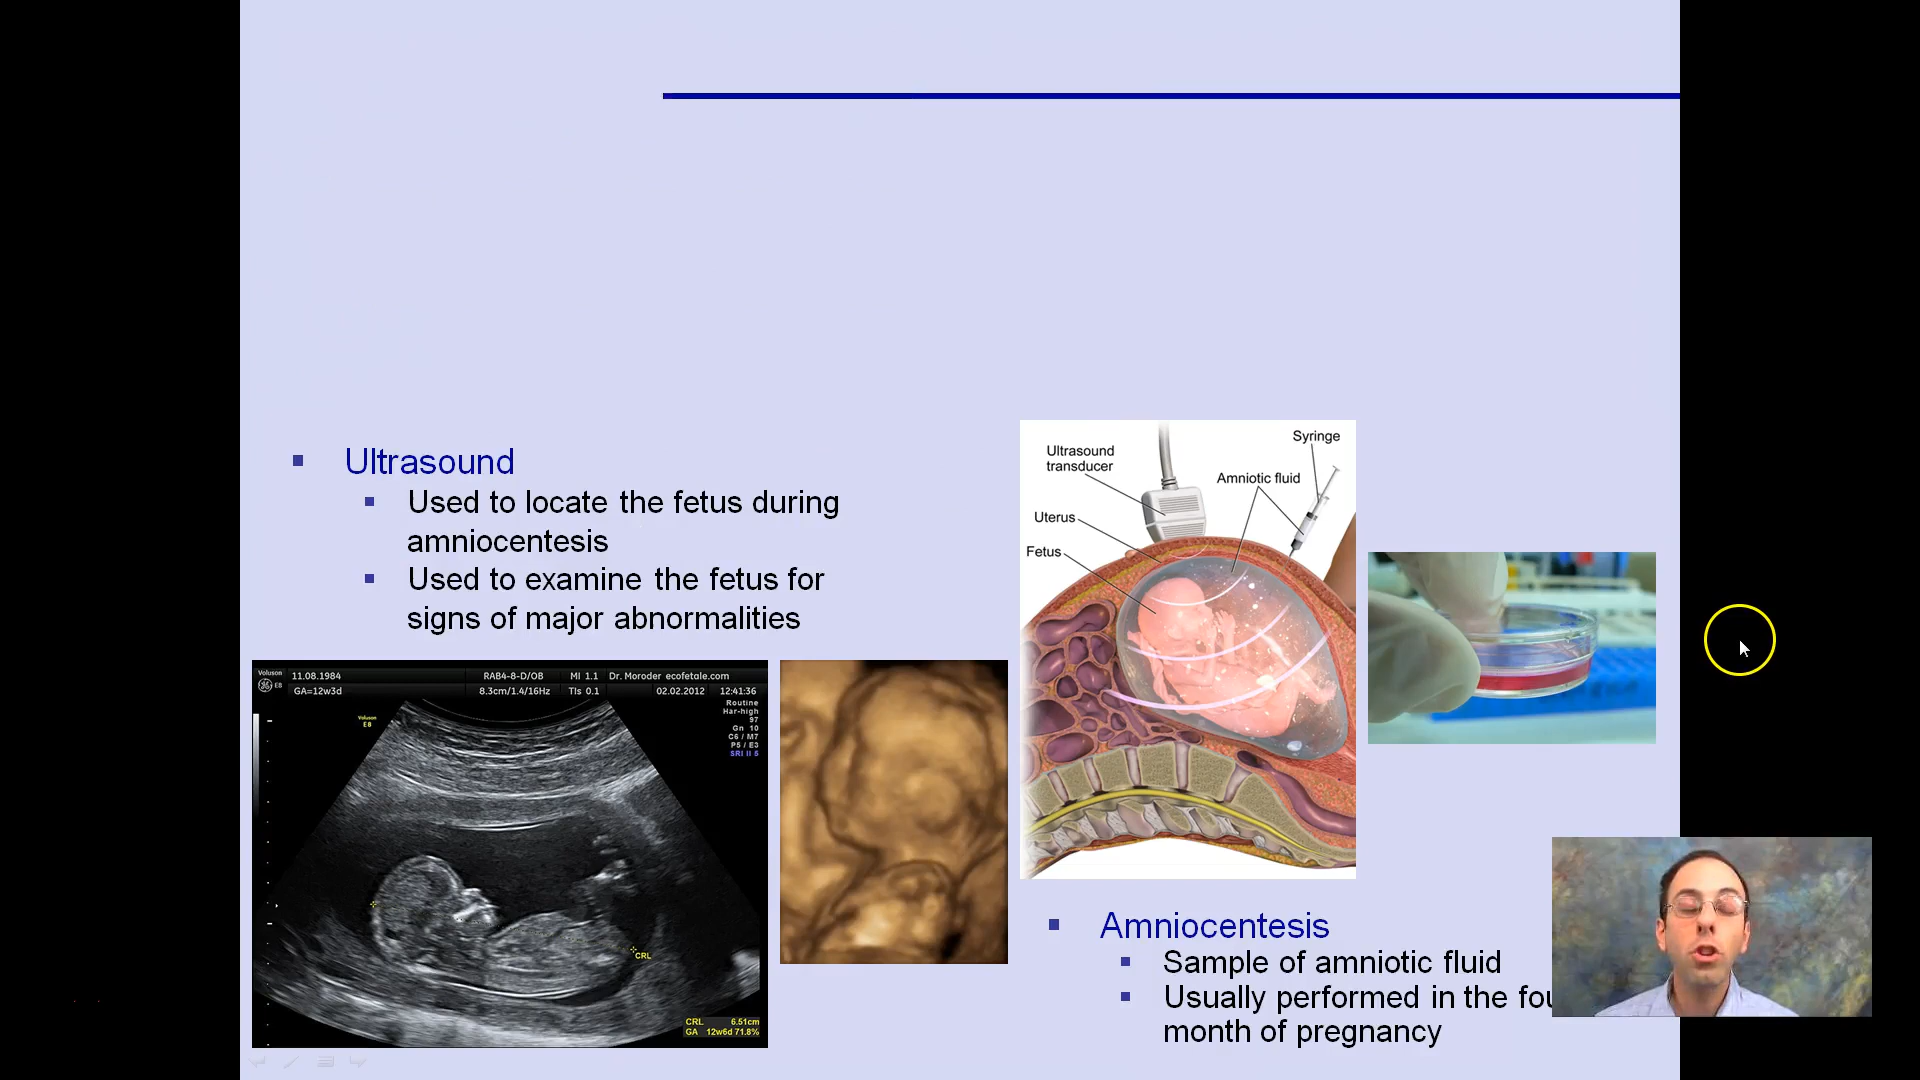 Ultrasound
Used to locate the fetus during
amniocentesis
Used to examine the fetus for
signs of major abnormalities
Voluson
E8
11.08.1984
GA=12w3d
RAB4-8-D/OB
8.3cm/1.4/16Hz
MI 1.1
TIs 0.1
Dr. Moroder ecofetale.com
02.02.2012
12:41:36
Routine
Har-high
97
Gn 10
C6 / M7
P5 / E3
SRI II 5
Voluson
E8
CRL
CRL 6.51cm
GA 12w6d 71.8%
Ultrasound
transducer
Syringe
Amniotic fluid
Uterus
Fetus
Amniocentesis
Sample of amniotic fluid
Usually performed in the
month of pregnancy